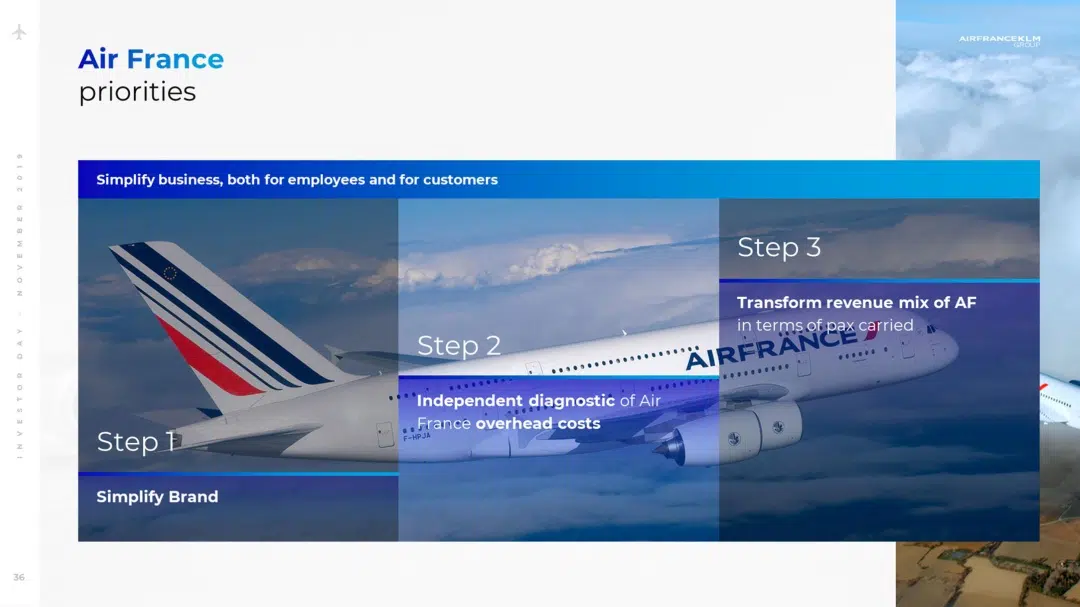 AIRFRANCEKLM
GROUP
Air France
priorities
Simplify business, both for employees and for customers
Step 1
Simplify Brand
Step 2
Independent diagnostic of Air
France overhead costs
Step 3
Transform revenue mix of AF
in terms of pax carried
AIRFRANCE
F-HPJA
INVESTOR DAY - NOVEMBER 2019
36